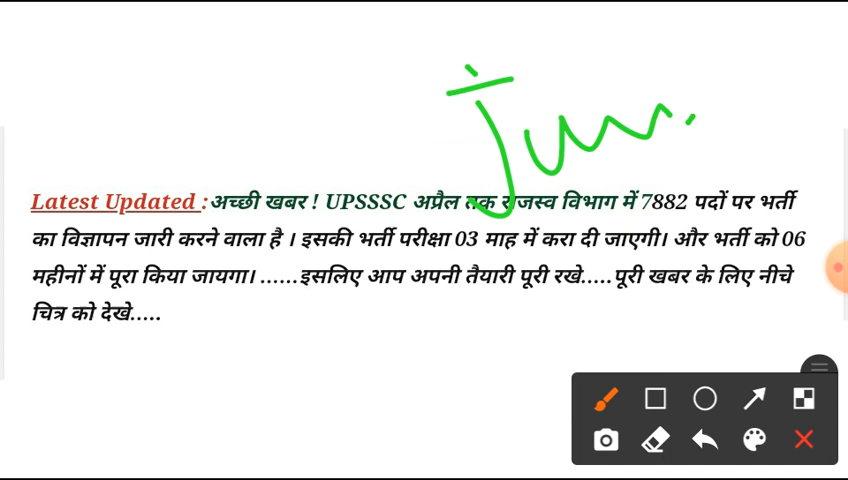 Jun.
Latest Updated : अच्छी खबर ! UPSSSC अप्रैल तक राजस्व विभाग में 7882 पदों पर भर्ती
का विज्ञापन जारी करने वाला है । इसकी भर्ती परीक्षा 03 माह में करा दी जाएगी। और भर्ती को 06
महीनों में पूरा किया जायगा। ......इसलिए आप अपनी तैयारी पूरी रखे.....पूरी खबर के लिए नीचे
चित्र को देखे.....